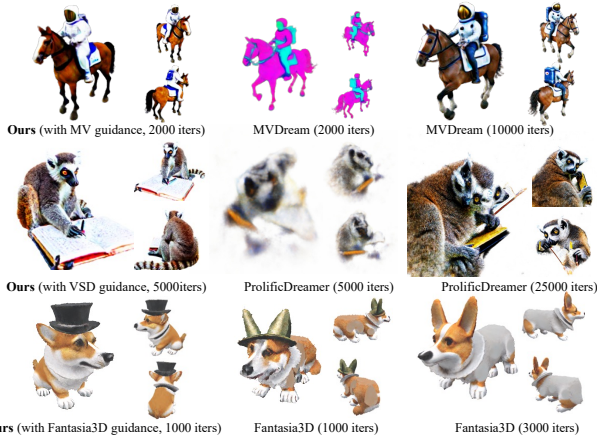 Ours (with MV guidance, 2000 iters) MVDream (2000 iters) MVDream (10000 iters)
Ours (with VSD guidance, 5000iters) ProlificDreamer (5000 iters) ProlificDreamer (25000 iters)
urs (with Fantasia3D guidance, 1000 iters) Fantasia3D (1000 iters) Fantasia3D (3000 iters)